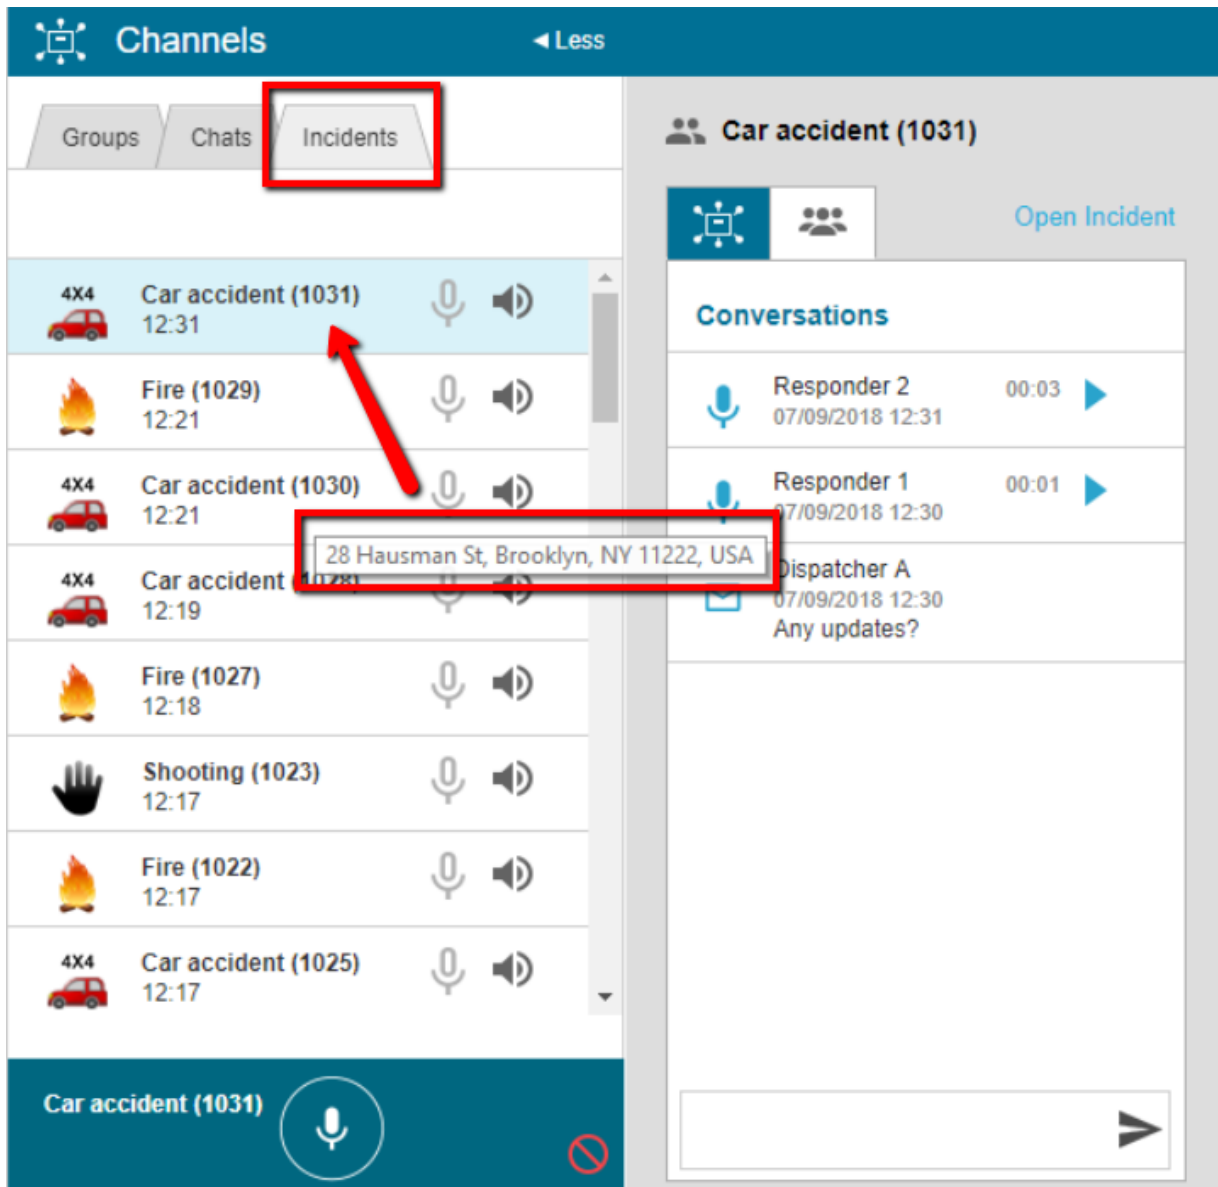 Channels
Less
Groups
Chats
Incidents
4X4
Car accident (1031)
12:31
Fire (1029)
12:21
4X4
Car accident (1030)
12:21
28 Hausman St, Brooklyn, NY 11222, USA
4X4
Car accident (1028)
12:19
Fire (1027)
12:18
Shooting (1023)
12:17
Fire (1022)
12:17
4X4
Car accident (1025)
12:17
Car accident (1031)
Car accident (1031)
Open Incident
Conversations
Responder 2
00:03
07/09/2018 12:31
Responder 1
00:01
07/09/2018 12:30
Dispatcher A
07/09/2018 12:30
Any updates?